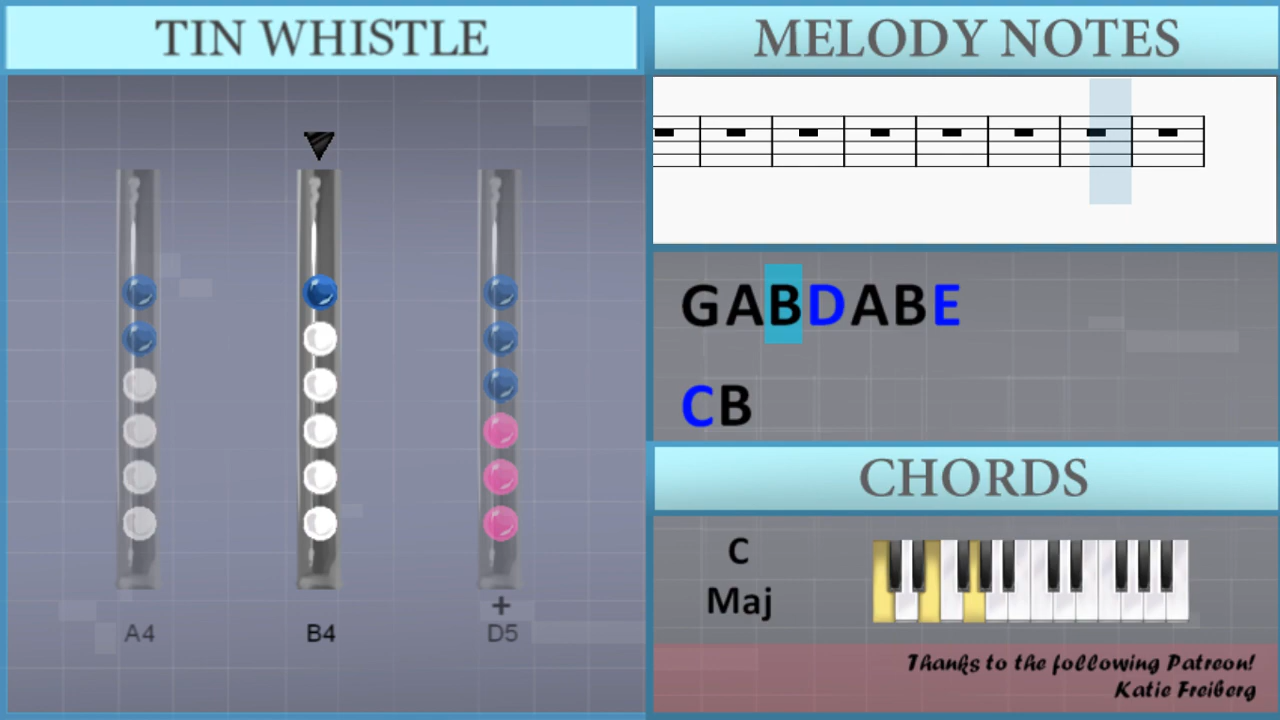 TIN WHISTLE
A4
B4
+
D5
MELODY NOTES
GABDABE
CB
CHORDS
C
Maj
Thanks to the following Patreon!
Katie Freiberg